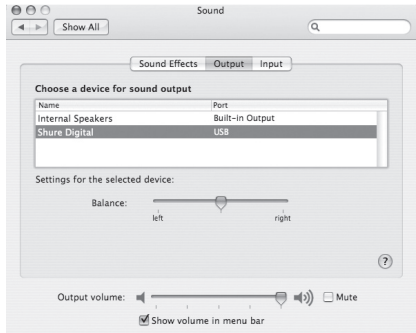 Sound
Show All
Sound Effects Output Input
Choose a device for sound output
Name Port
Internal Speakers Built-in Output
Shure Digital USB
Settings for the selected device:
Balance:
left right
?
Output volume: Mute
Show volume in menu bar